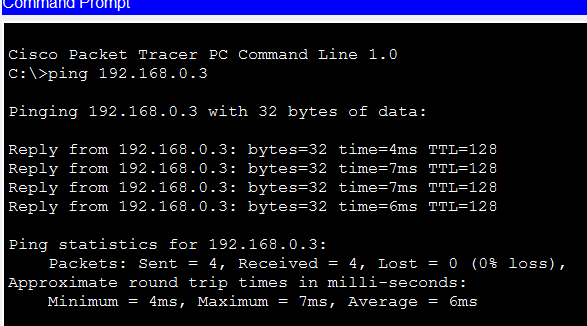 Command Prompt
Cisco Packet Tracer PC Command Line 1.0
C:\>ping 192.168.0.3
Pinging 192.168.0.3 with 32 bytes of data:
Reply from 192.168.0.3: bytes=32 time=4ms TTL=128
Reply from 192.168.0.3: bytes=32 time=7ms TTL=128
Reply from 192.168.0.3: bytes=32 time=7ms TTL=128
Reply from 192.168.0.3: bytes=32 time=6ms TTL=128
Ping statistics for 192.168.0.3:
Packets: Sent = 4, Received = 4, Lost = 0 (0% loss),
Approximate round trip times in milli-seconds:
Minimum = 4ms, Maximum = 7ms, Average = 6ms